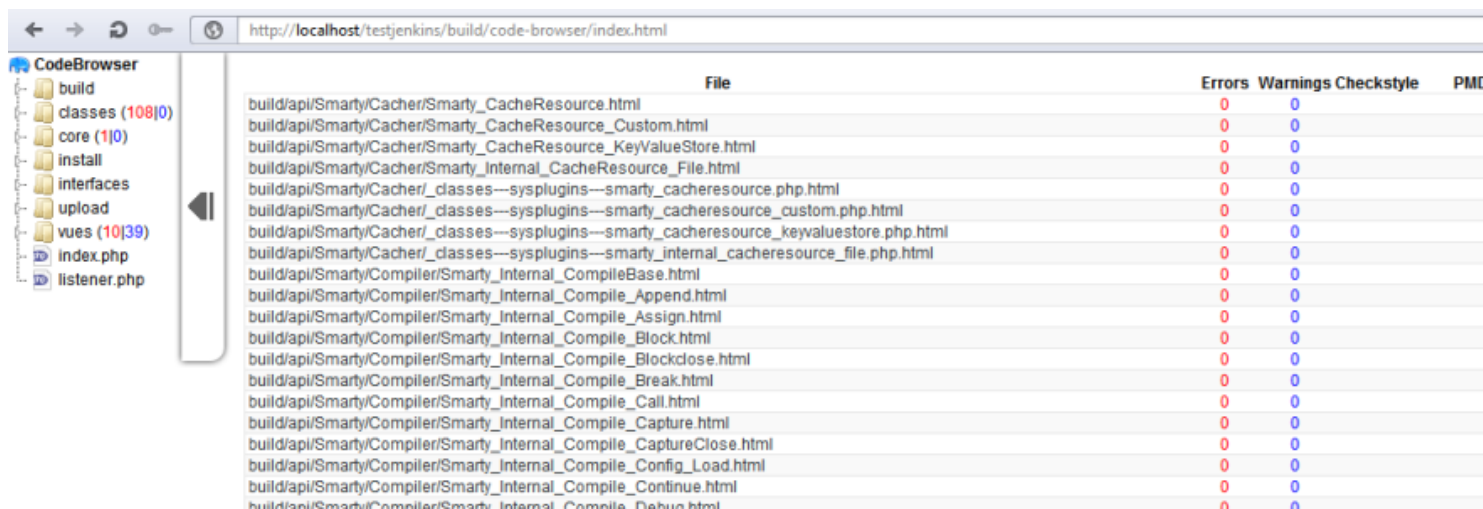 http://localhost/testjenkins/build/code-browser/index.html
CodeBrowser
build
classes (108|0)
core (1|0)
install
interfaces
upload
vues (10|39)
index.php
listener.php
File Errors Warnings Checkstyle PMD
build/api/Smarty/Cacher/Smarty_CacheResource.html 0 0
build/api/Smarty/Cacher/Smarty_CacheResource_Custom.html 0 0
build/api/Smarty/Cacher/Smarty_CacheResource_KeyValueStore.html 0 0
build/api/Smarty/Cacher/Smarty_Internal_CacheResource_File.html 0 0
build/api/Smarty/Cacher/_classes---sysplugins---smarty_cacheresource.php.html 0 0
build/api/Smarty/Cacher/_classes---sysplugins---smarty_cacheresource_custom.php.html 0 0
build/api/Smarty/Cacher/_classes---sysplugins---smarty_cacheresource_keyvaluestore.php.html 0 0
build/api/Smarty/Cacher/_classes---sysplugins---smarty_internal_cacheresource_file.php.html 0 0
build/api/Smarty/Compiler/Smarty_Internal_CompileBase.html 0 0
build/api/Smarty/Compiler/Smarty_Internal_Compile_Append.html 0 0
build/api/Smarty/Compiler/Smarty_Internal_Compile_Assign.html 0 0
build/api/Smarty/Compiler/Smarty_Internal_Compile_Block.html 0 0
build/api/Smarty/Compiler/Smarty_Internal_Compile_Blockclose.html 0 0
build/api/Smarty/Compiler/Smarty_Internal_Compile_Break.html 0 0
build/api/Smarty/Compiler/Smarty_Internal_Compile_Call.html 0 0
build/api/Smarty/Compiler/Smarty_Internal_Compile_Capture.html 0 0
build/api/Smarty/Compiler/Smarty_Internal_Compile_CaptureClose.html 0 0
build/api/Smarty/Compiler/Smarty_Internal_Compile_Config_Load.html 0 0
build/api/Smarty/Compiler/Smarty_Internal_Compile_Continue.html 0 0
build/api/Smarty/Compiler/Smarty_Internal_Compile_Debug.html 0 0